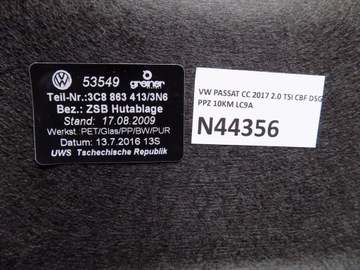 53549 greiner
Teil-Nr.:3C8 863 413/3N6
Bez.: ZSB Hutablage
Stand: 17.08.2009
Werkst.:PET/Glas/PP/BW/PUR
Datum: 13.7.2016 13S
UWS Tschechische Republik
VW PASSAT CC 2017 2.0 TSI CBF DSG
PPZ 10KM LC9A
N44356